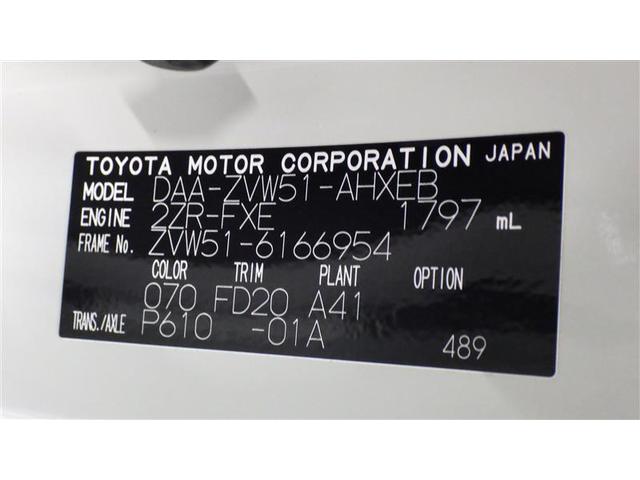 TOYOTA MOTOR CORPORATION JAPAN
MODEL DAA-ZVW51-AHXEB
ENGINE 2ZR-FXE 1797 mL
FRAME No. ZVW51-6166954
COLOR TRIM PLANT OPTION
070 FD20 A41
TRANS./AXLE P610 -01A
489